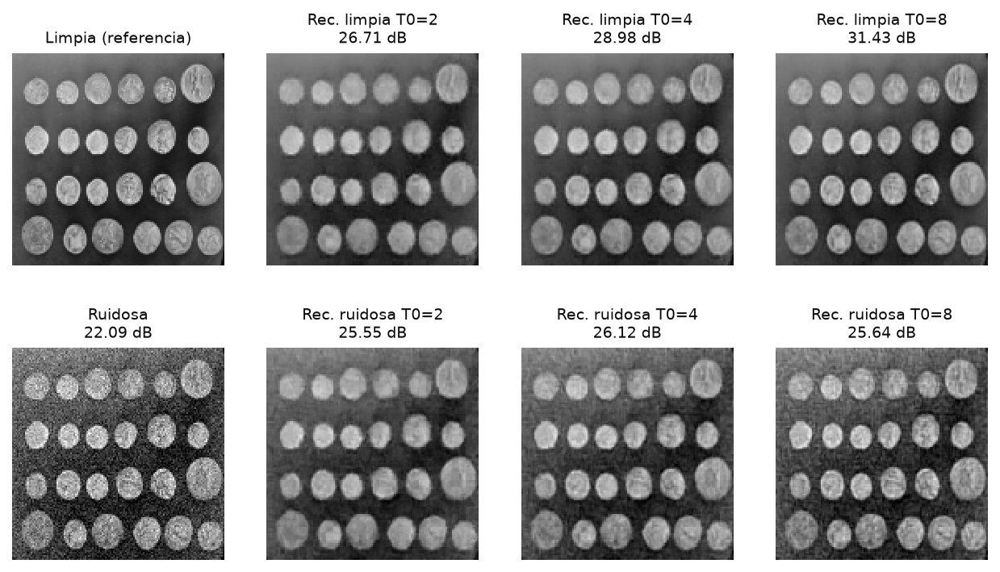 Limpia (referencia)
Rec. limpia T0=2
26.71 dB
Rec. limpia T0=4
28.98 dB
Rec. limpia T0=8
31.43 dB
Ruidosa
22.09 dB
Rec. ruidosa T0=2
25.55 dB
Rec. ruidosa T0=4
26.12 dB
Rec. ruidosa T0=8
25.64 dB